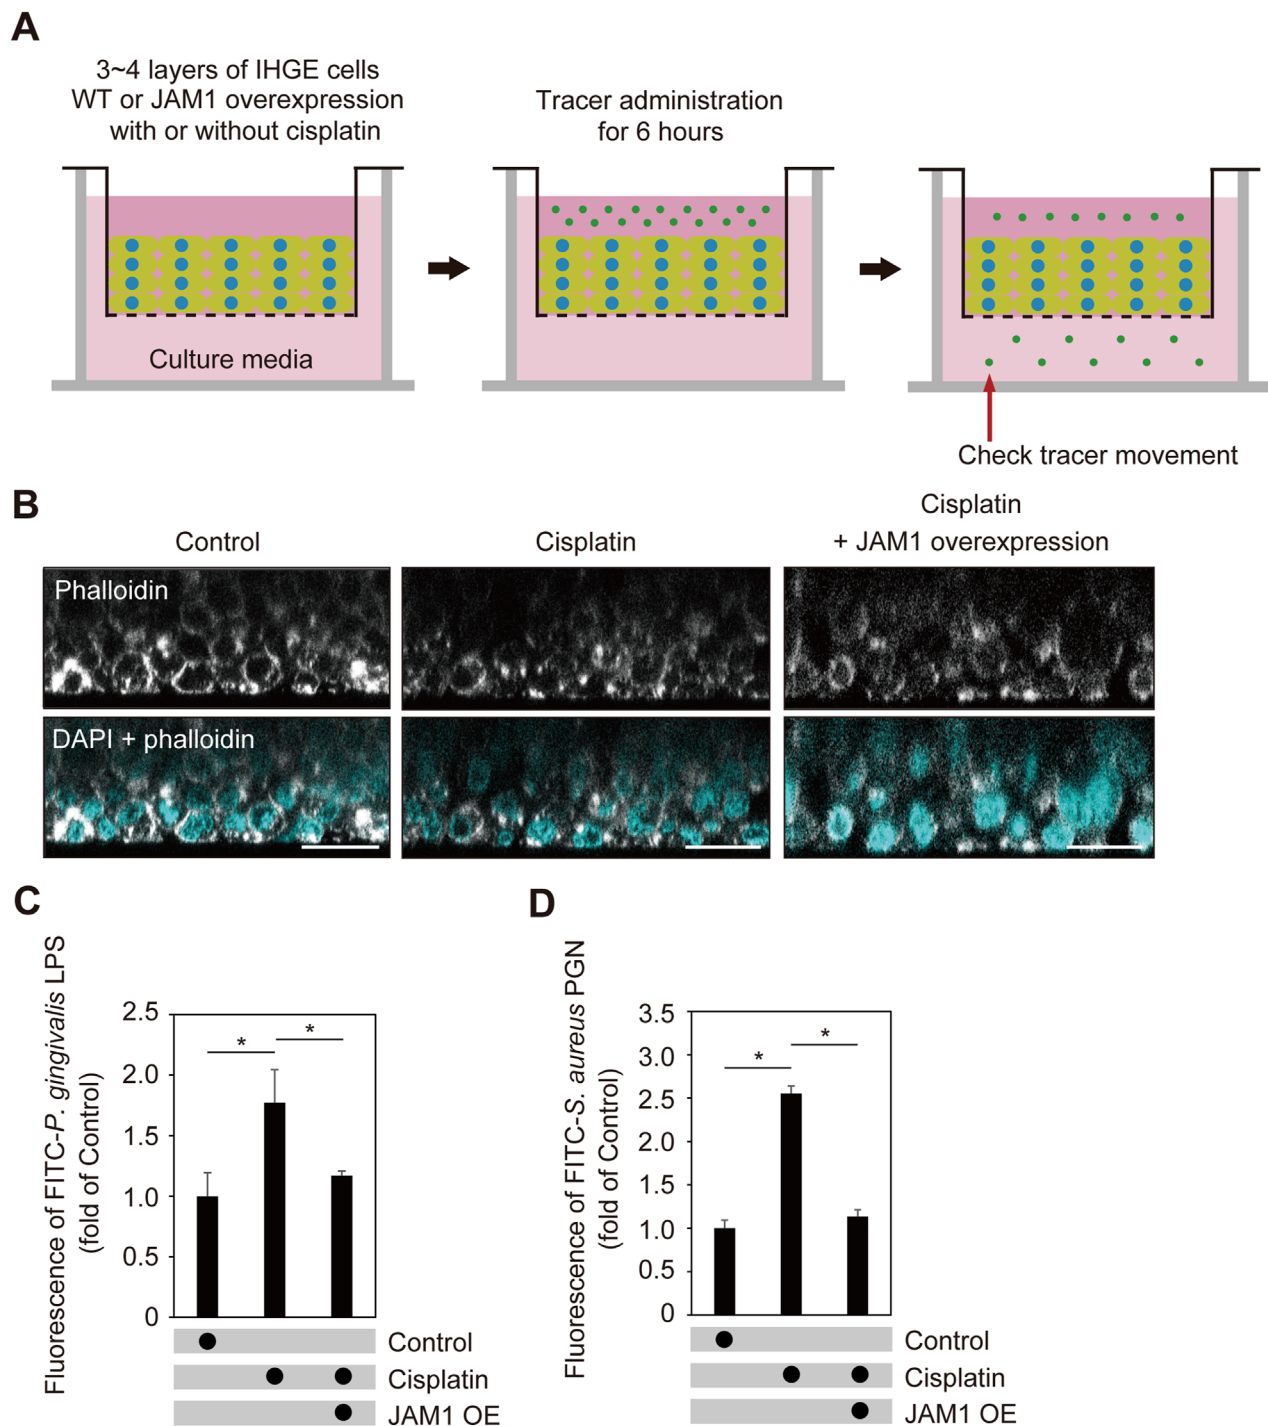 A
3~4 layers of IHGE cells
WT or JAM1 overexpression
with or without cisplatin
Tracer administration
for 6 hours
Culture media
Check tracer movement
B
Control
Cisplatin
Cisplatin
+ JAM1 overexpression
Phalloidin
DAPI + phalloidin
C
Fluorescence of FITC-P. gingivalis LPS
(fold of Control)
2.5
2.0
1.5
1.0
0.5
0
*
*
Control
Cisplatin
JAM1 OE
D
Fluorescence of FITC-S. aureus PGN
(fold of Control)
3.5
3.0
2.5
2.0
1.5
1.0
0.5
0
*
*
Control
Cisplatin
JAM1 OE